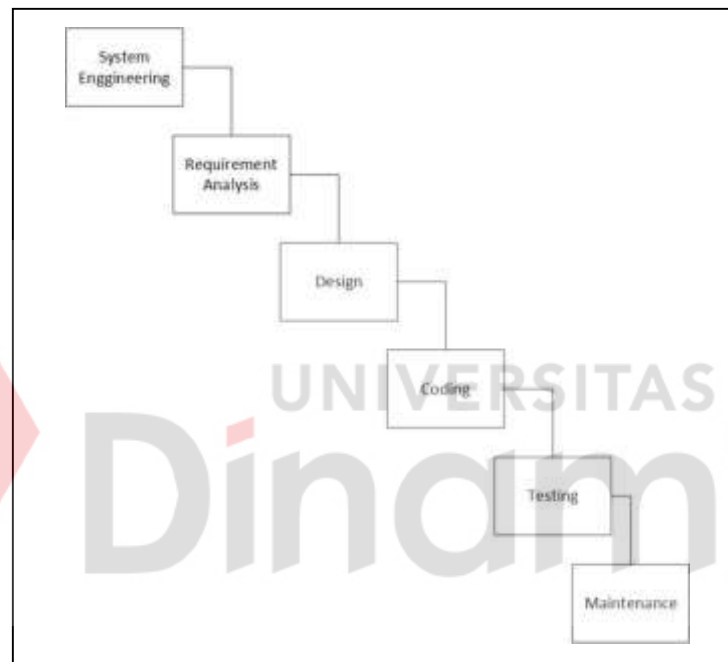 System
Enggineering
Requirement
Analysis
Design
UNIVERSITAS
Coding
Dinam
Testing
Maintenance